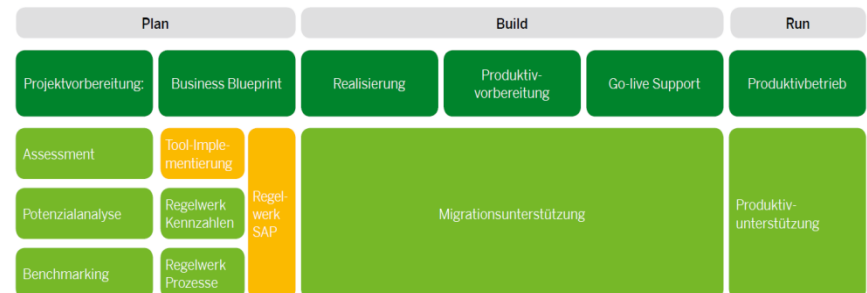 Plan
Build
Run
Projektvorbereitung:
Business Blueprint
Realisierung
Produktiv-
vorbereitung
Go-live Support
Produktivbetrieb
Assessment
Tool-Imple-
mentierung
Regel-
werk
SAP
Potenzialanalyse
Regelwerk
Kennzahlen
Migrationsunterstützung
Produktiv-
unterstützung
Benchmarking
Regelwerk
Prozesse